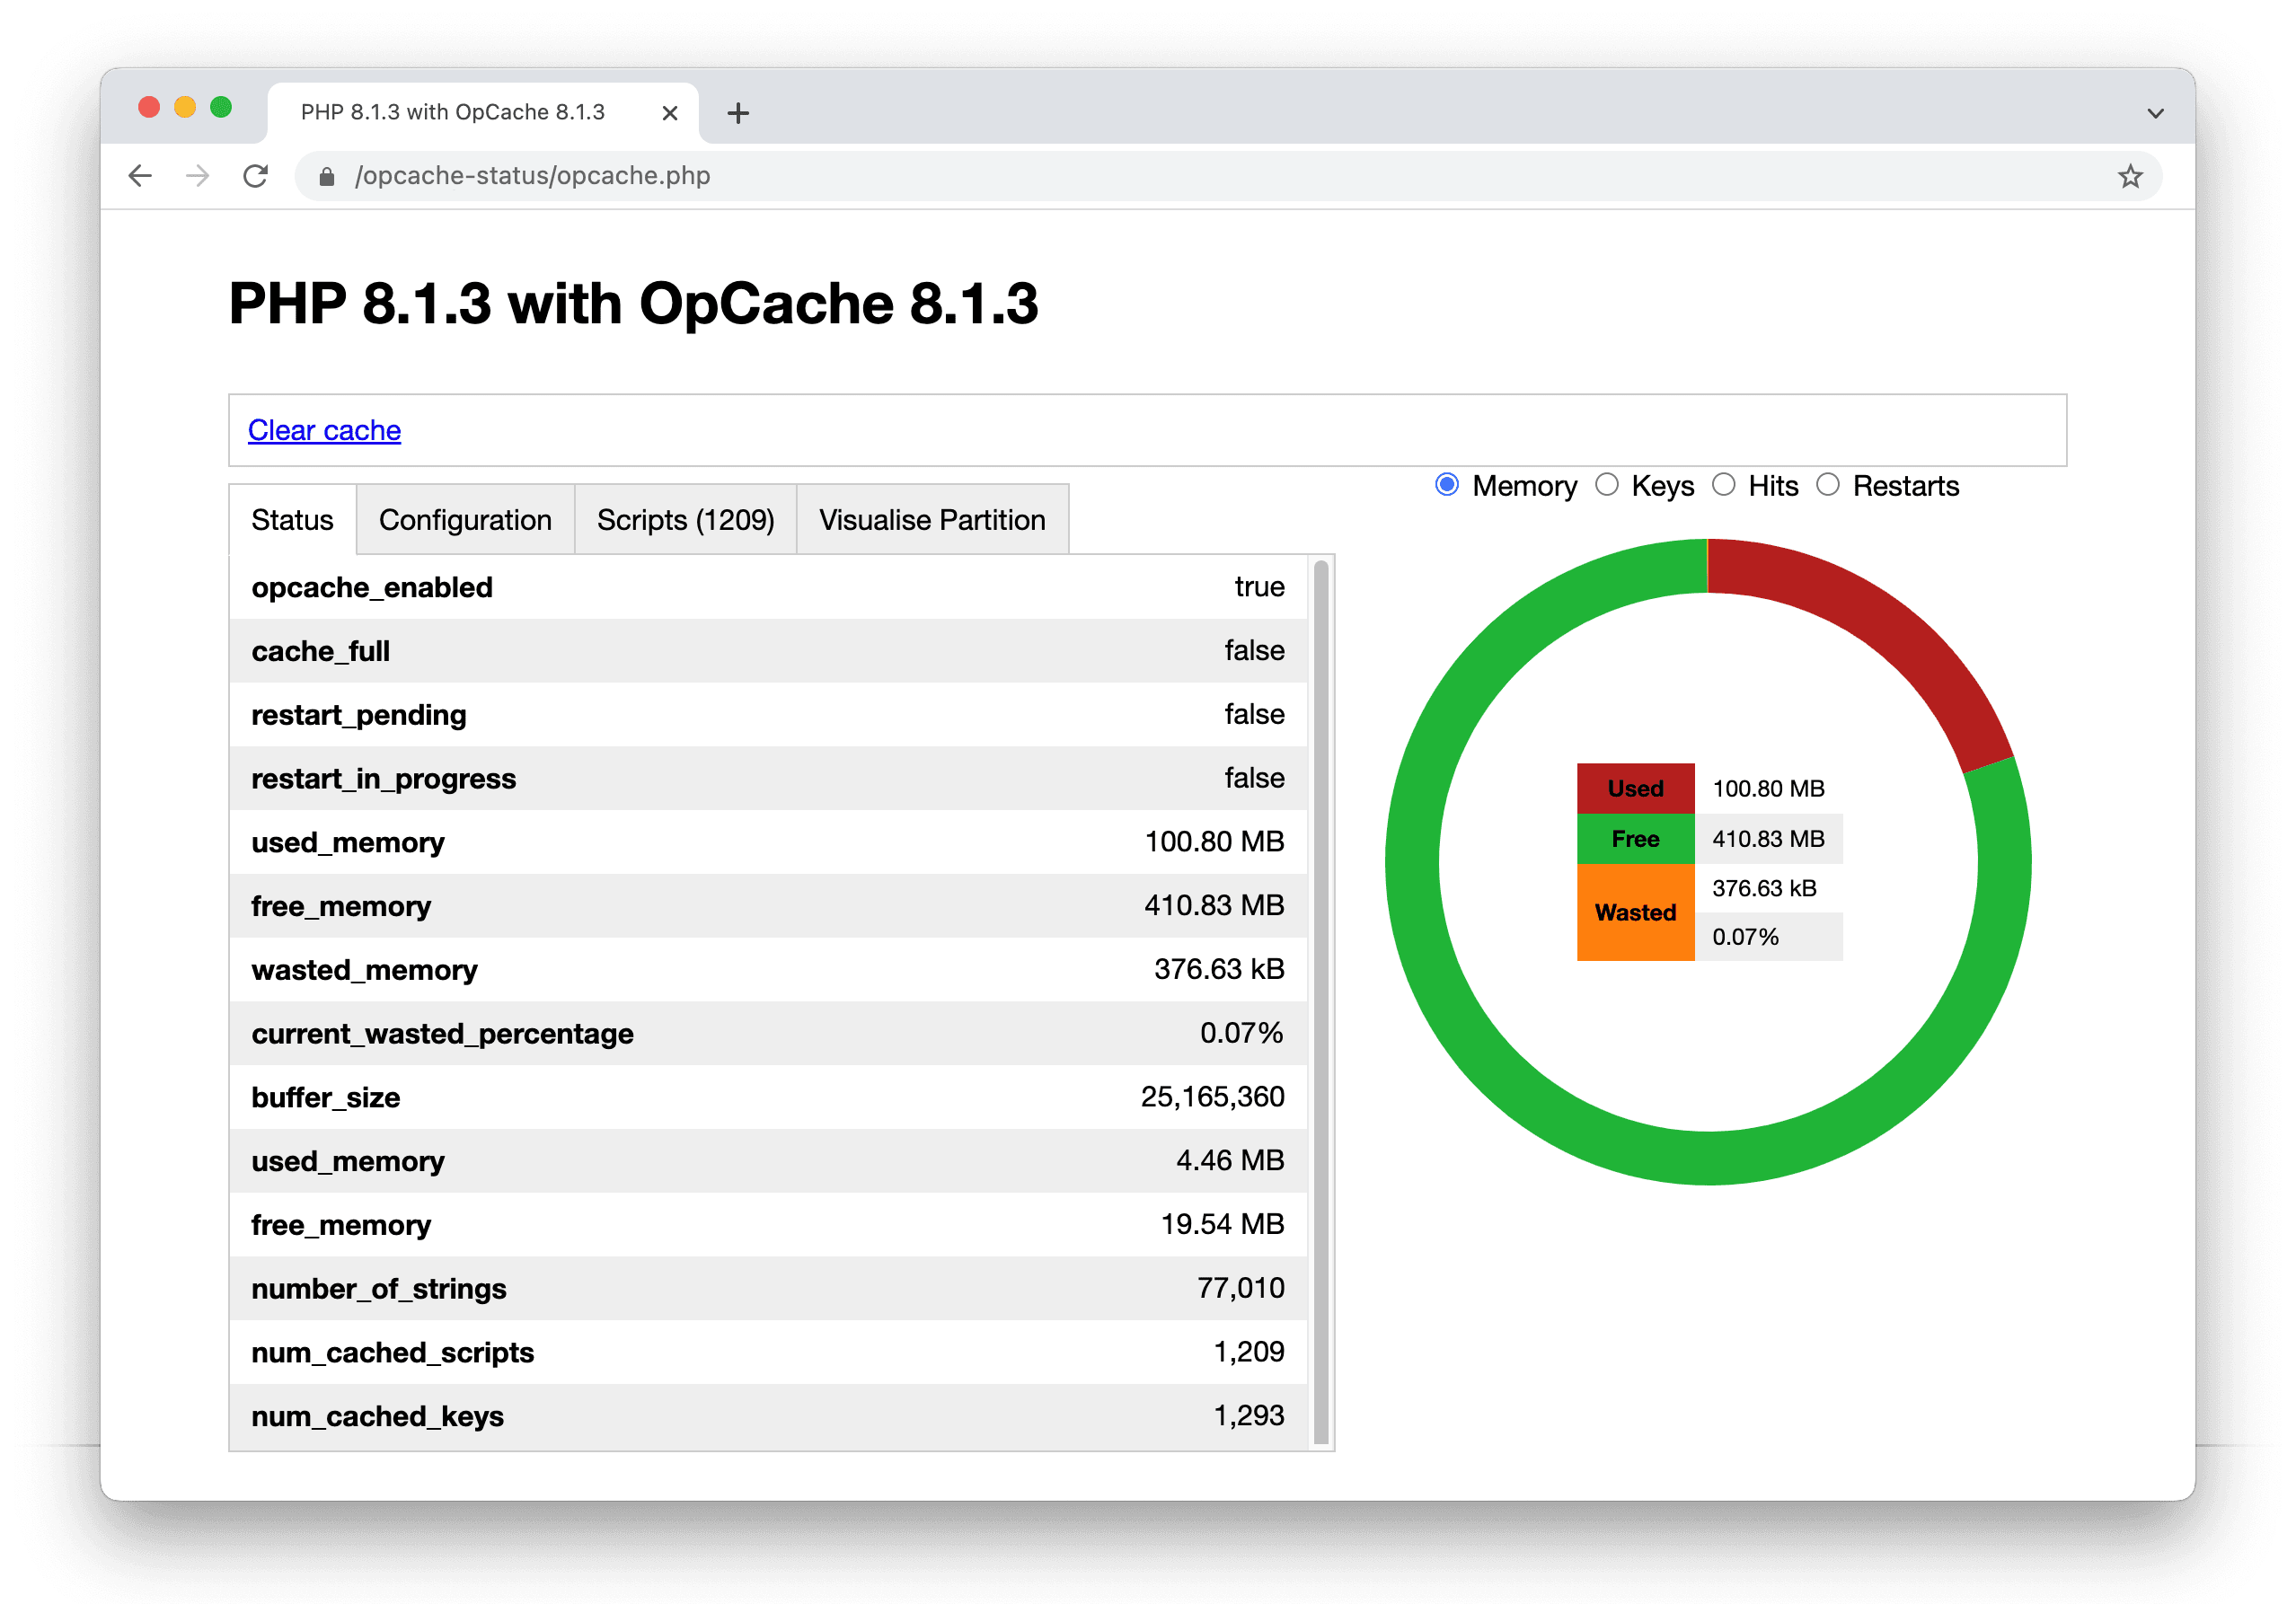 PHP 8.1.3 with OpCache 8.1.3
/opcache-status/opcache.php
PHP 8.1.3 with OpCache 8.1.3
Clear cache
Memory Keys Hits Restarts
Status Configuration Scripts (1209) Visualise Partition
opcache_enabled true
cache_full false
restart_pending false
restart_in_progress false
used_memory 100.80 MB
free_memory 410.83 MB
wasted_memory 376.63 kB
current_wasted_percentage 0.07%
buffer_size 25,165,360
used_memory 4.46 MB
free_memory 19.54 MB
number_of_strings 77,010
num_cached_scripts 1,209
num_cached_keys 1,293
Used 100.80 MB
Free 410.83 MB
Wasted 376.63 kB
0.07%